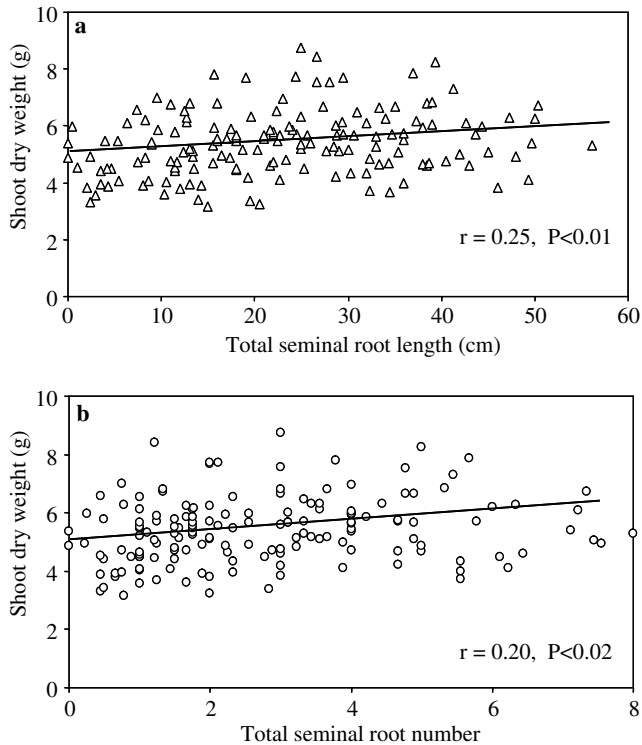 a
Shoot dry weight (g)
10
8
6
4
2
0
r = 0.25, P<0.01
0 10 20 30 40 50 60
Total seminal root length (cm)
b
Shoot dry weight (g)
10
8
6
4
2
0
r = 0.20, P<0.02
0 2 4 6 8
Total seminal root number